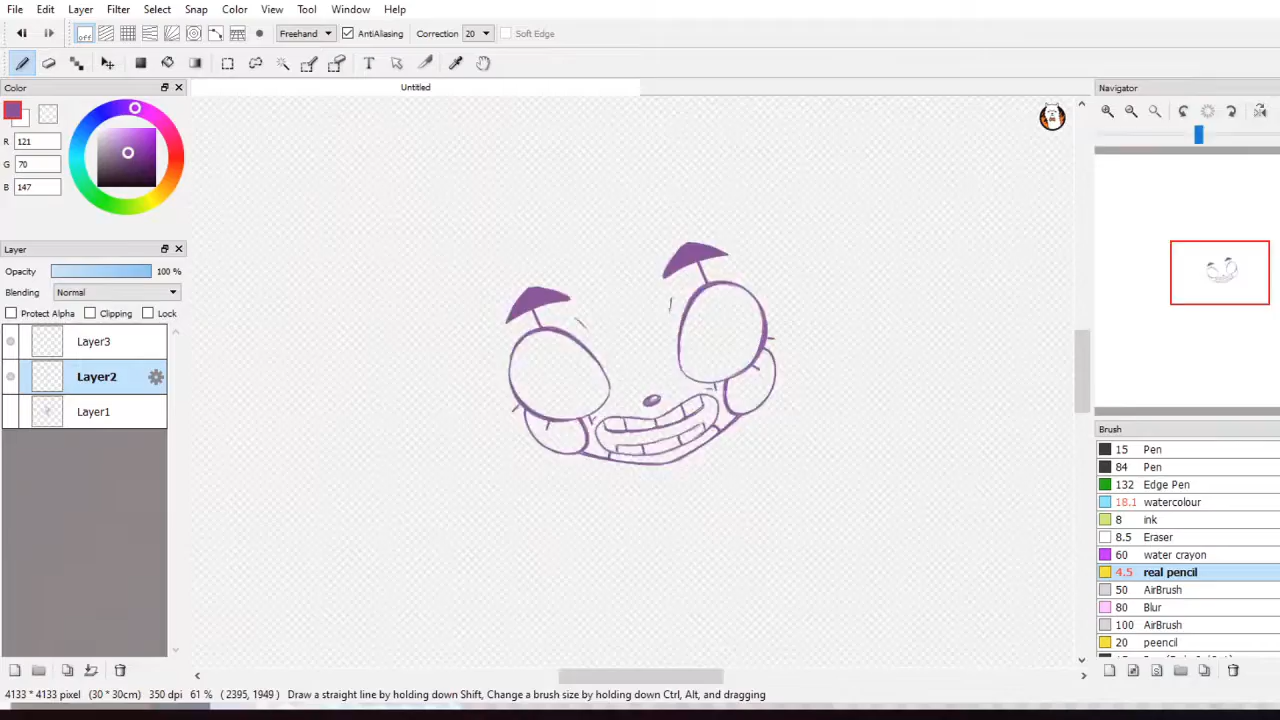 File Edit Layer Filter Select Snap Color View Tool Window Help
off Freehand AntiAliasing Correction 20 Soft Edge
T
Color
Untitled
Navigator
R 121
G 70
B 147
Layer
Opacity 100 %
Blending Normal
Protect Alpha Clipping Lock
Layer3
Layer2
Layer1
Brush
15 Pen
84 Pen
132 Edge Pen
18.1 watercolour
8 ink
8.5 Eraser
60 water crayon
4.5 real pencil
50 AirBrush
80 Blur
100 AirBrush
20 peencil
4133 * 4133 pixel (30 * 30cm) 350 dpi 61 % ( 2395, 1949 ) Draw a straight line by holding down Shift, Change a brush size by holding down Ctrl, Alt, and dragging